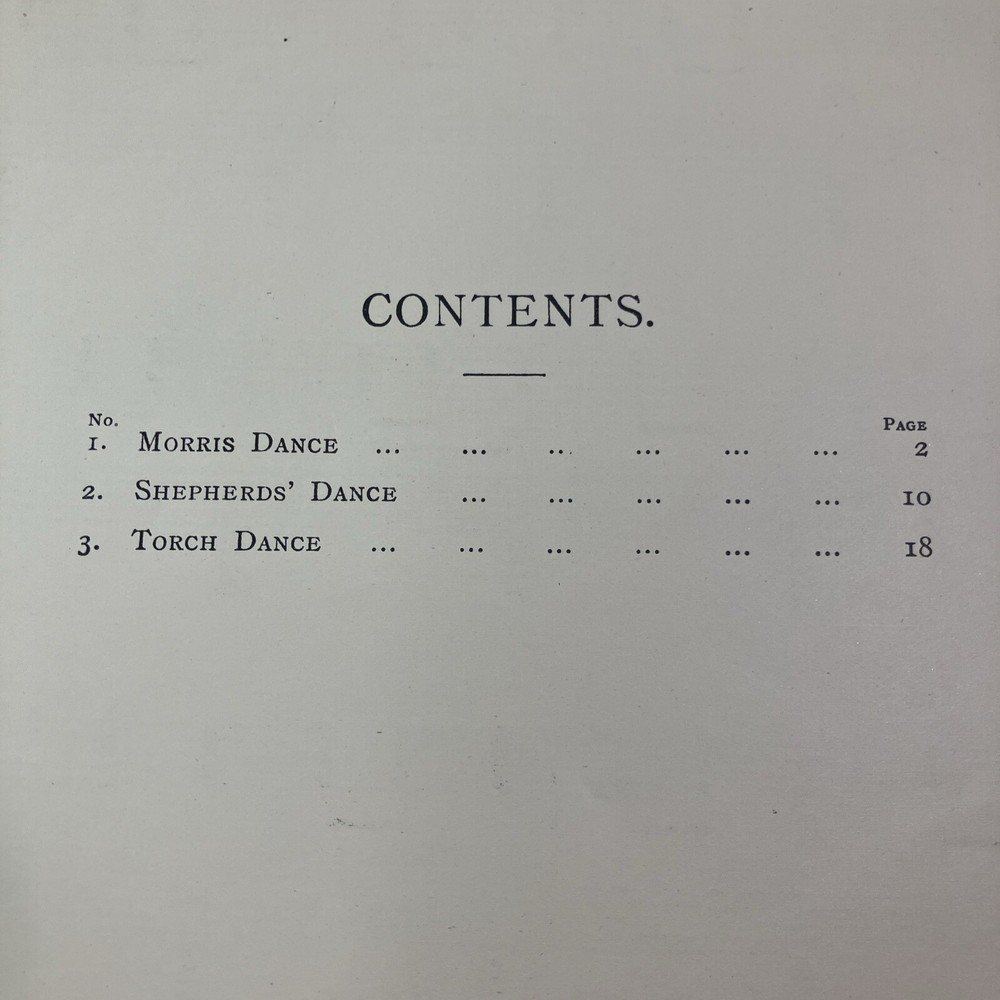 CONTENTS.
No. PAGE
1. MORRIS DANCE ... ... ... ... ... ... 2
2. SHEPHERDS' DANCE ... ... ... ... ... 10
3. TORCH DANCE ... ... ... ... ... ... 18